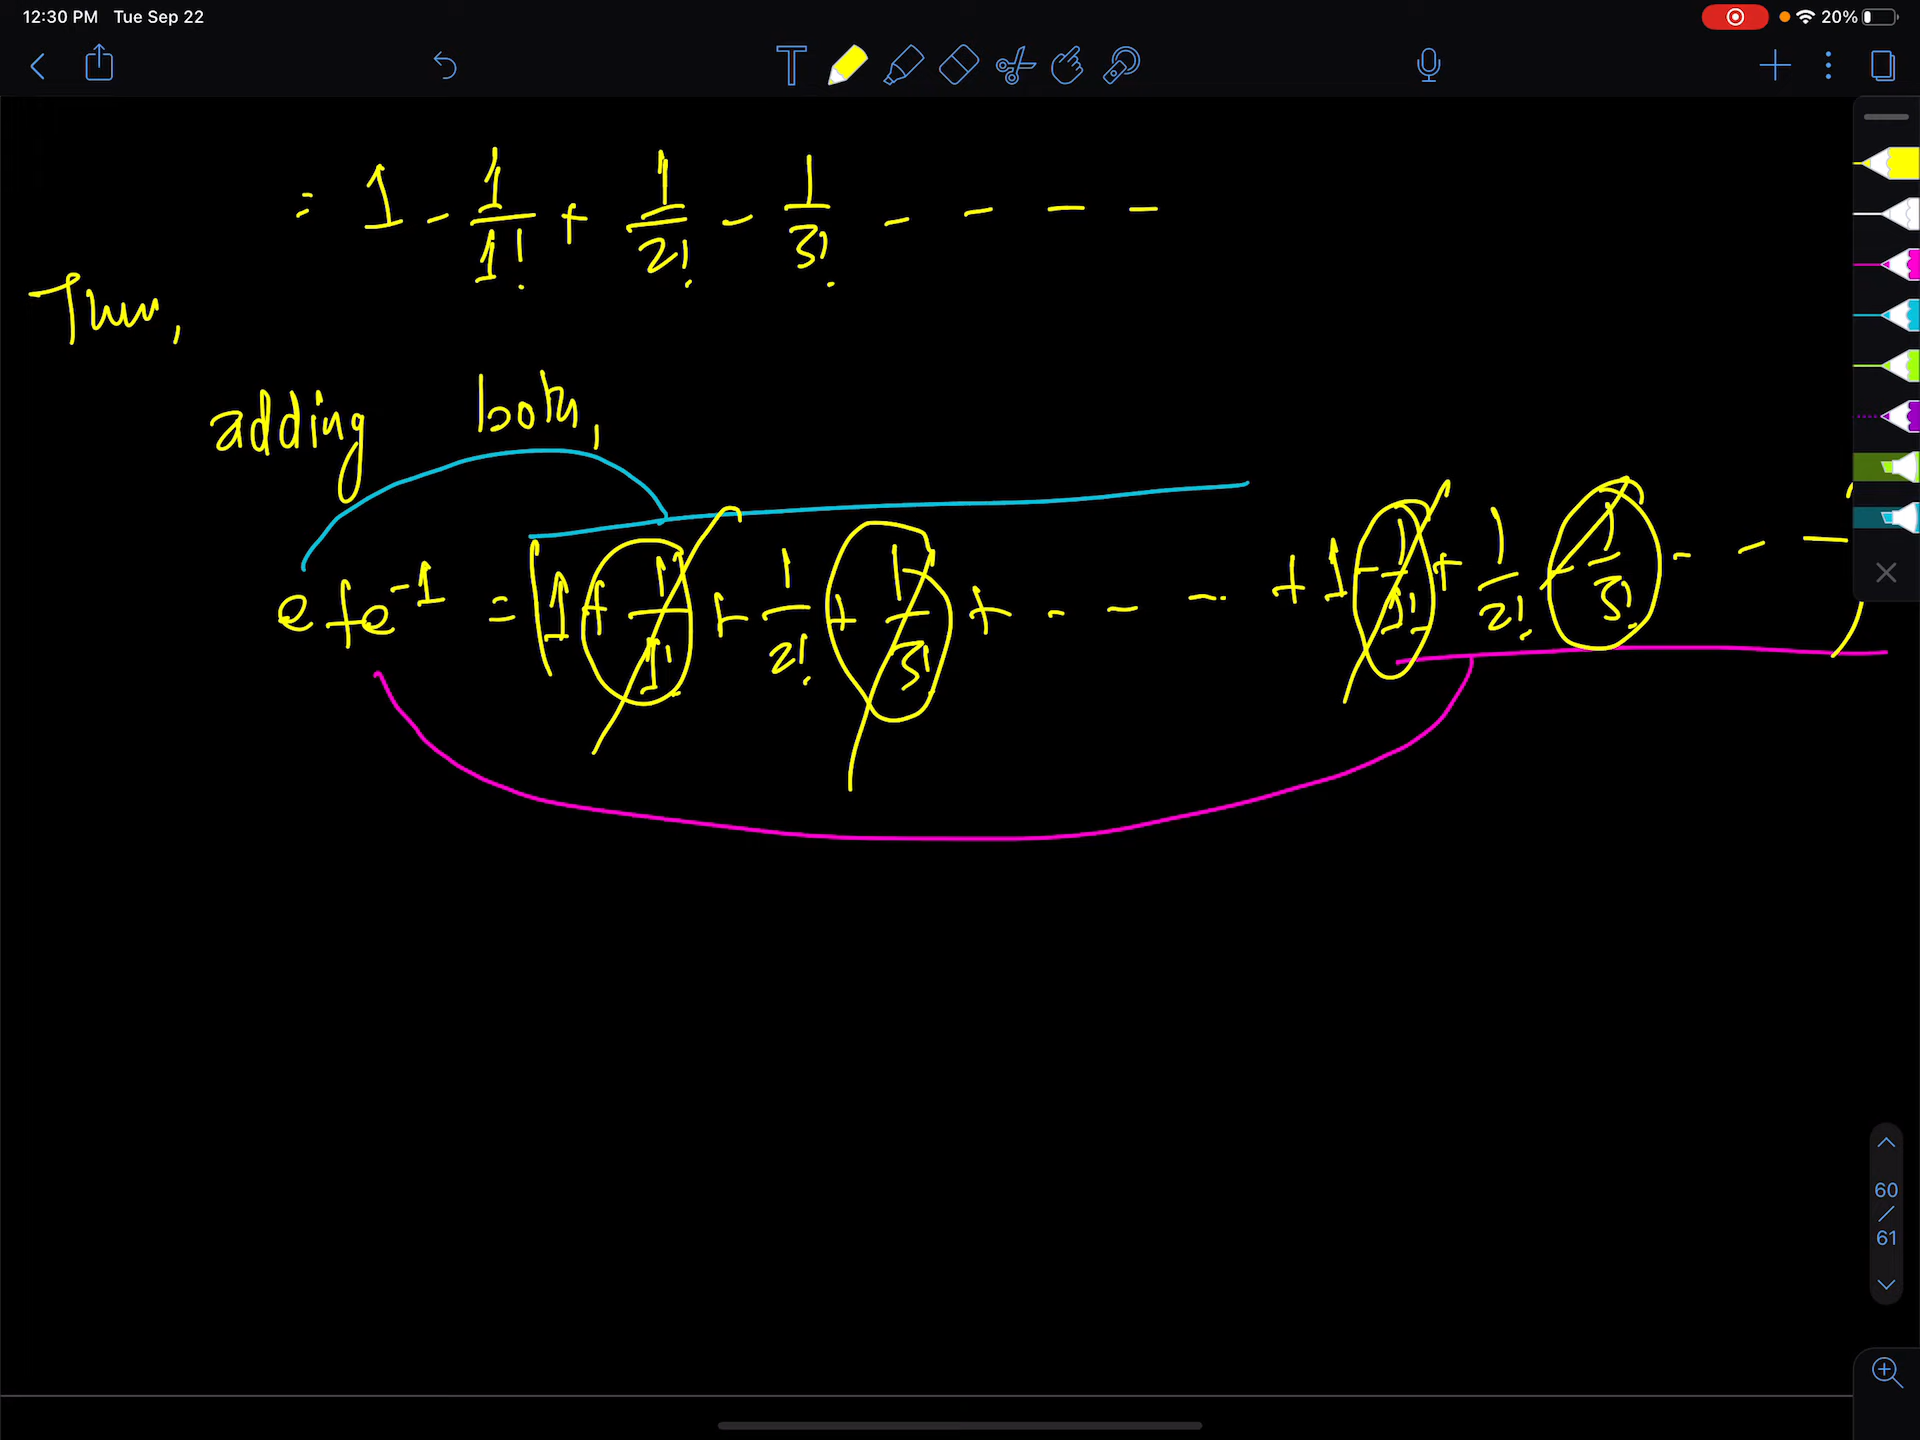 12:30 PM Tue Sep 22
20%
= 1 - 1/1! + 1/2! - 1/3! - - - -
Then,
adding both,
e + e^-1 = (1 + 1/1! + 1/2! + 1/3! + - - - + 1 - 1/1! + 1/2! - 1/3! - - - )
60
/
61